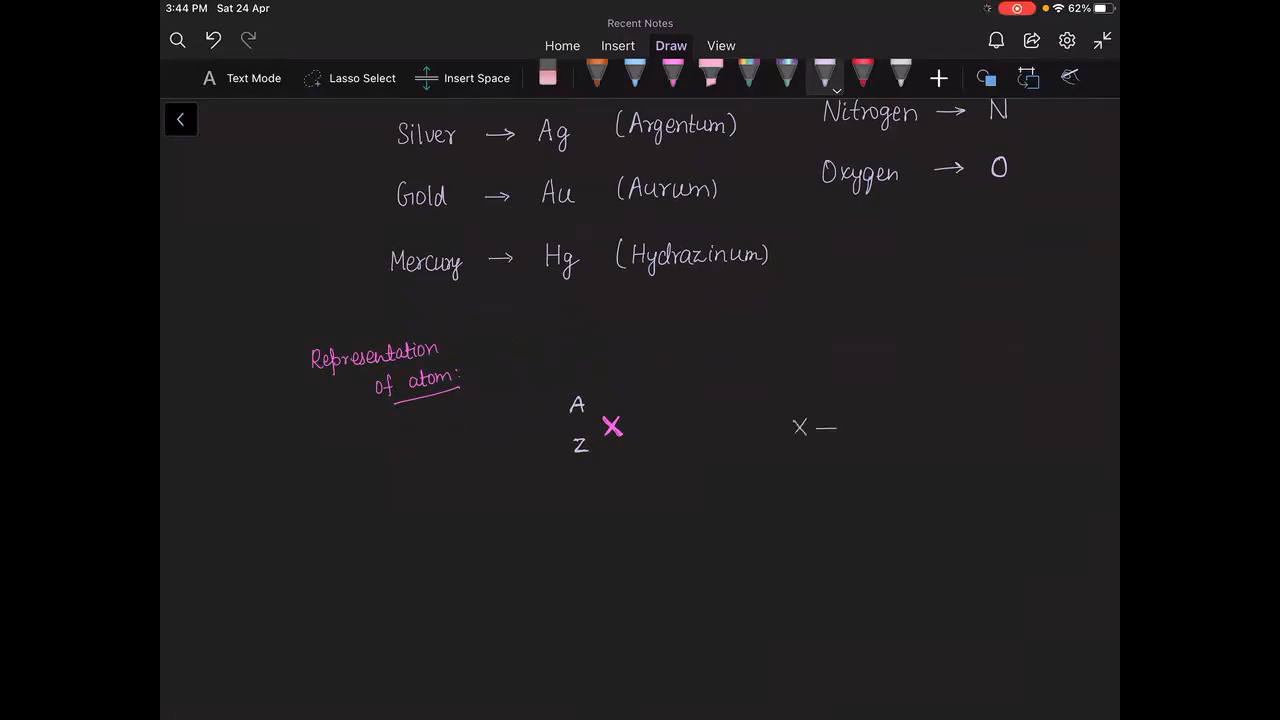 3:44 PM Sat 24 Apr
62%
Recent Notes
Home Insert Draw View
A Text Mode Lasso Select Insert Space
Silver → Ag (Argentum)
Gold → Au (Aurum)
Mercury → Hg (Hydrazinum)
Nitrogen → N
Oxygen → O
Representation
of atom:
A
X
Z
X —